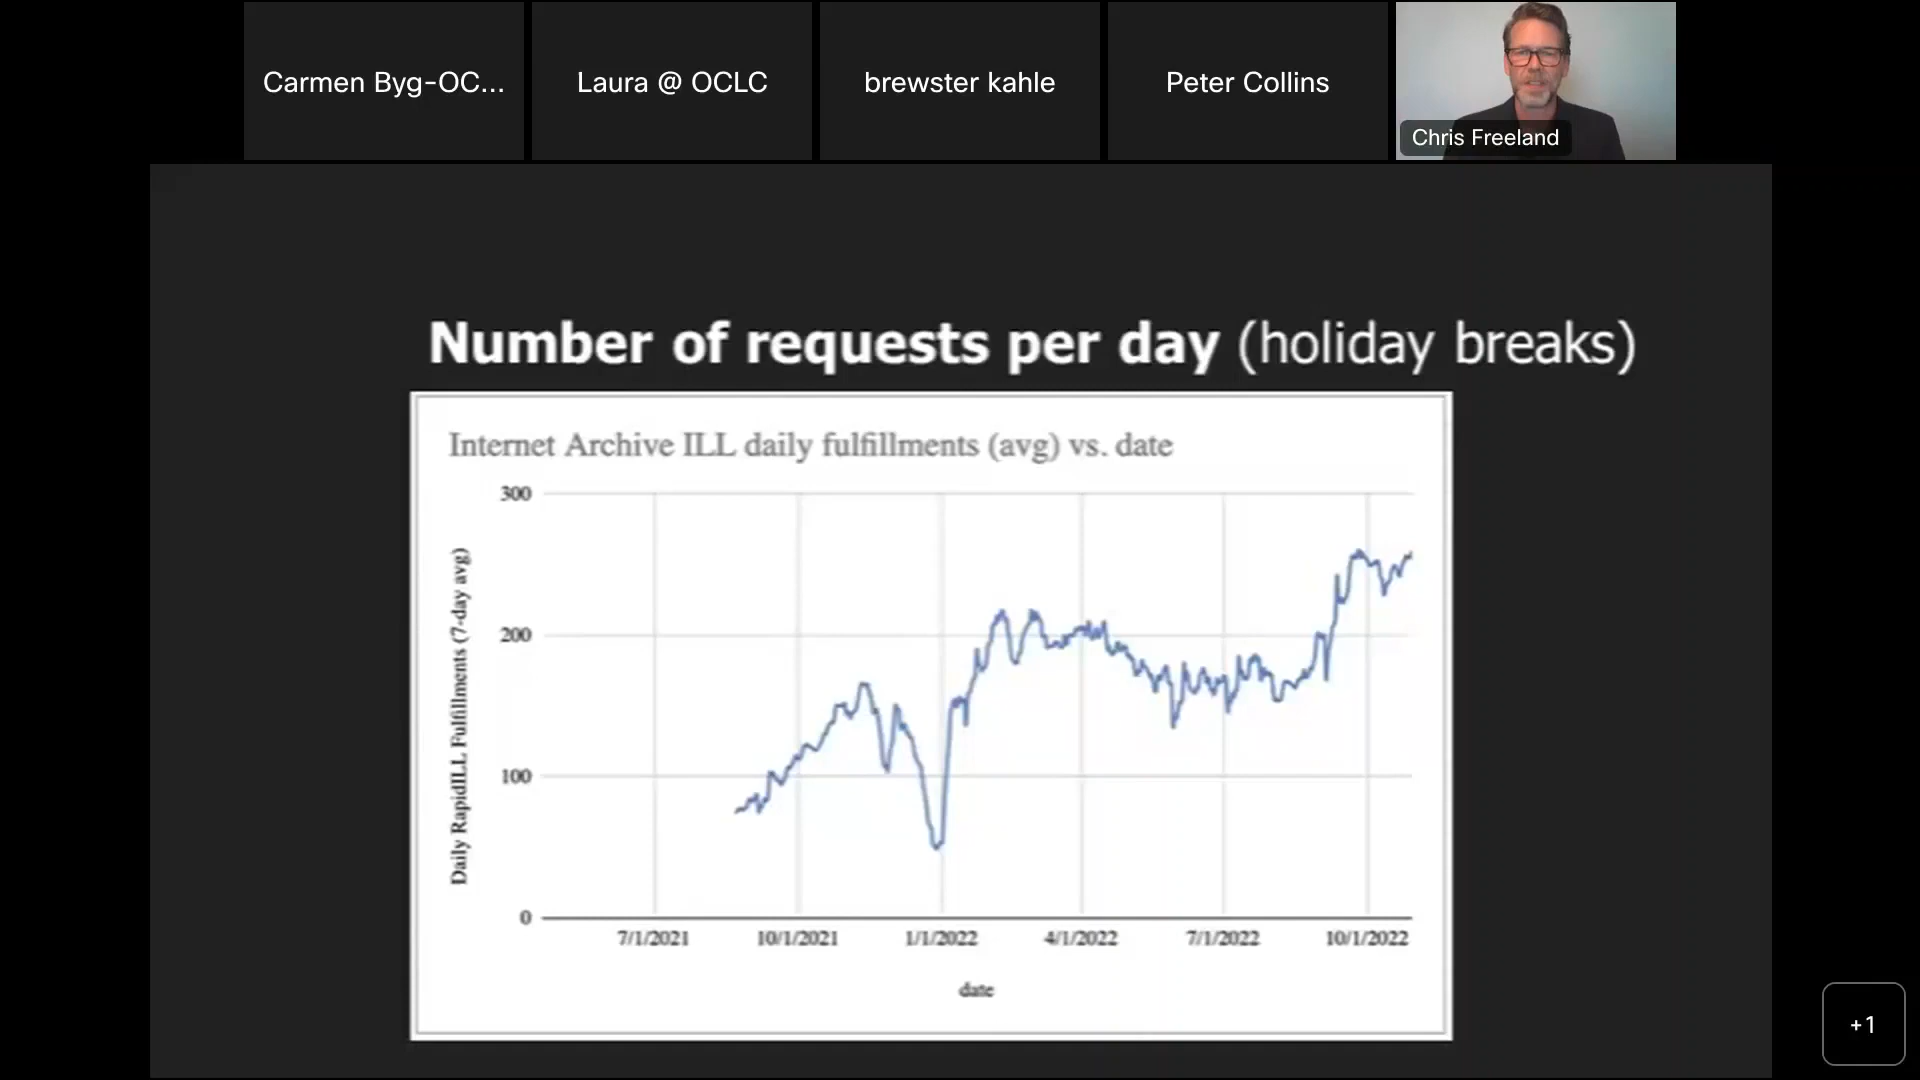 Carmen Byg-OC...
Laura @ OCLC
brewster kahle
Peter Collins
Chris Freeland
Number of requests per day (holiday breaks)
Internet Archive ILL daily fulfillments (avg) vs. date
Daily RapidILL Fulfillments (7-day avg)
300
200
100
0
7/1/2021
10/1/2021
1/1/2022
4/1/2022
7/1/2022
10/1/2022
date
+1